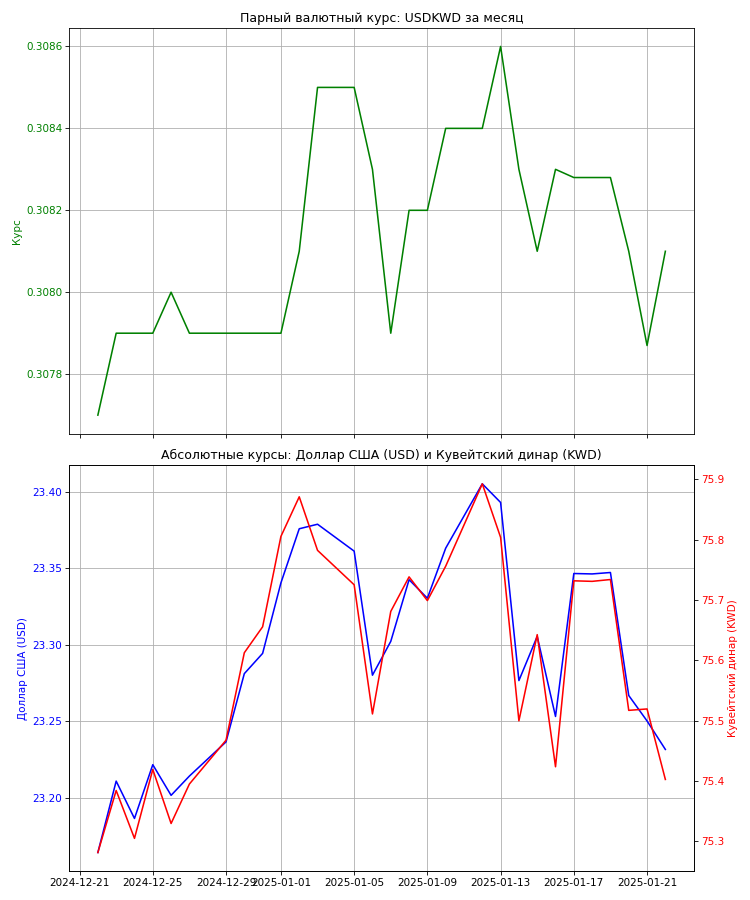 Парный валютный курс: USDKWD за месяц
0.3086
0.3084
0.3082
0.3080
0.3078
Курс
Абсолютные курсы: Доллар США (USD) и Кувейтский динар (KWD)
23.40
23.35
23.30
23.25
23.20
Доллар США (USD)
75.9
75.8
75.7
75.6
75.5
75.4
75.3
Кувейтский динар (KWD)
2024-12-21 2024-12-25 2024-12-29 2025-01-01 2025-01-05 2025-01-09 2025-01-13 2025-01-17 2025-01-21